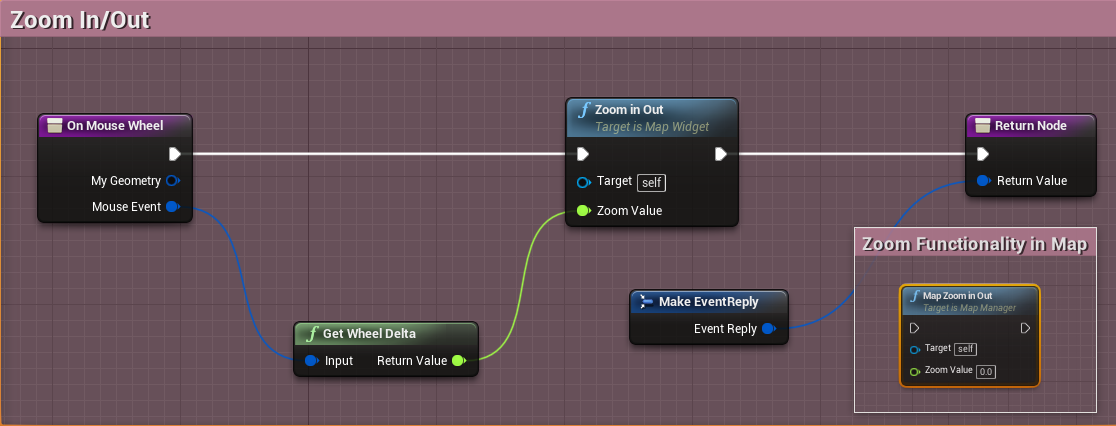 Zoom In/Out
On Mouse Wheel
My Geometry
Mouse Event
f Zoom in Out
Target is Map Widget
Target self
Zoom Value
Return Node
Return Value
f Get Wheel Delta
Input Return Value
Make EventReply
Event Reply
Zoom Functionality in Map
f Map Zoom in Out
Target is Map Manager
Target self
Zoom Value 0.0